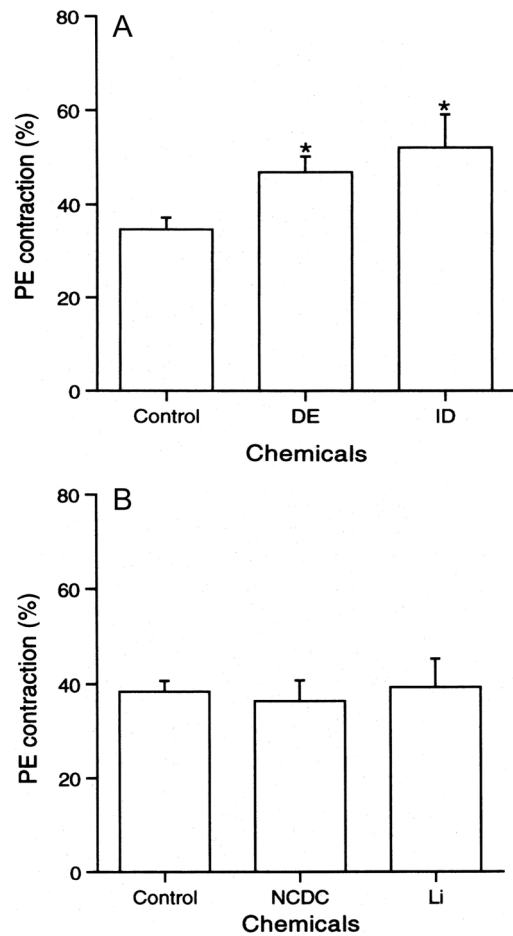 A
80
60
40
20
0
PE contraction (%)
*
*
Control DE ID
Chemicals
B
80
60
40
20
0
PE contraction (%)
Control NCDC Li
Chemicals